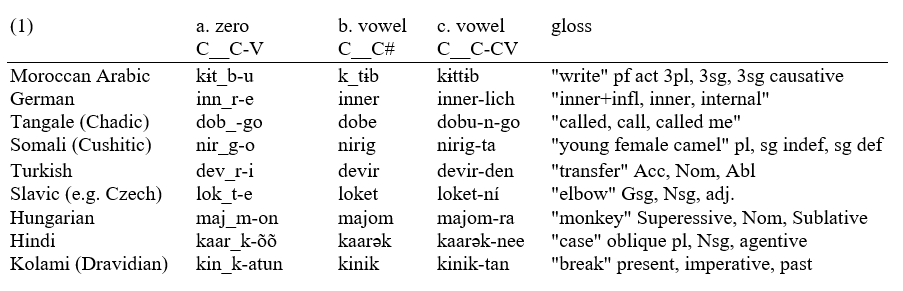 (1) a. zero b. vowel c. vowel gloss
C__C-V C__C# C__C-CV
Moroccan Arabic kɨt_b-u k_tɨb kɨttɨb "write" pf act 3pl, 3sg, 3sg causative
German inn_r-e inner inner-lich "inner+infl, inner, internal"
Tangale (Chadic) dob_-go dobe dobu-n-go "called, call, called me"
Somali (Cushitic) nir_g-o nirig nirig-ta "young female camel" pl, sg indef, sg def
Turkish dev_r-i devir devir-den "transfer" Acc, Nom, Abl
Slavic (e.g. Czech) lok_t-e loket loket-ní "elbow" Gsg, Nsg, adj.
Hungarian maj_m-on majom majom-ra "monkey" Superessive, Nom, Sublative
Hindi kaar_k-õõ kaarək kaarək-nee "case" oblique pl, Nsg, agentive
Kolami (Dravidian) kin_k-atun kinik kinik-tan "break" present, imperative, past